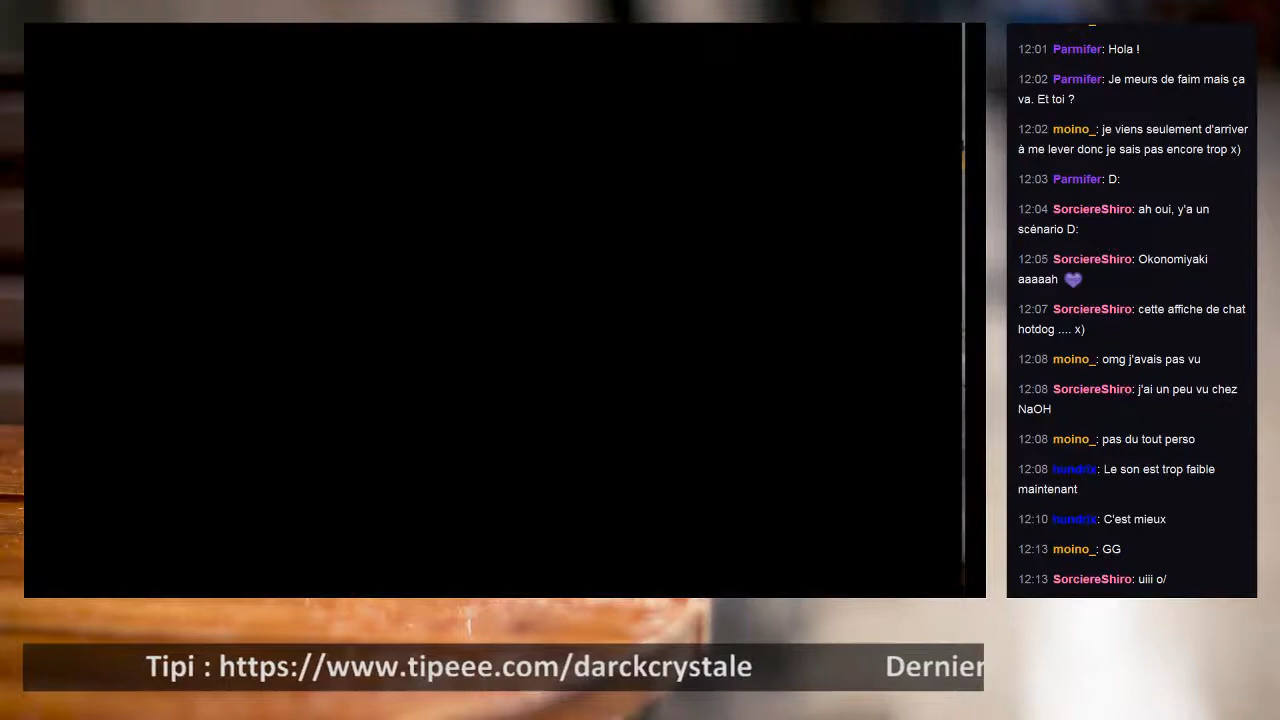 12:01 Parmifer: Hola !
12:02 Parmifer: Je meurs de faim mais ça
va. Et toi ?
12:02 moino_: je viens seulement d'arriver
à me lever donc je sais pas encore trop x)
12:03 Parmifer: D:
12:04 SorciereShiro: ah oui, y'a un
scénario D:
12:05 SorciereShiro: Okonomiyaki
aaaaah
12:07 SorciereShiro: cette affiche de chat
hotdog .... x)
12:08 moino_: omg j'avais pas vu
12:08 SorciereShiro: j'ai un peu vu chez
NaOH
12:08 moino_: pas du tout perso
12:08 hundrix: Le son est trop faible
maintenant
12:10 hundrix: C'est mieux
12:13 moino_: GG
12:13 SorciereShiro: uiii o/
Tipi : https://www.tipeee.com/darckcrystale Dernier